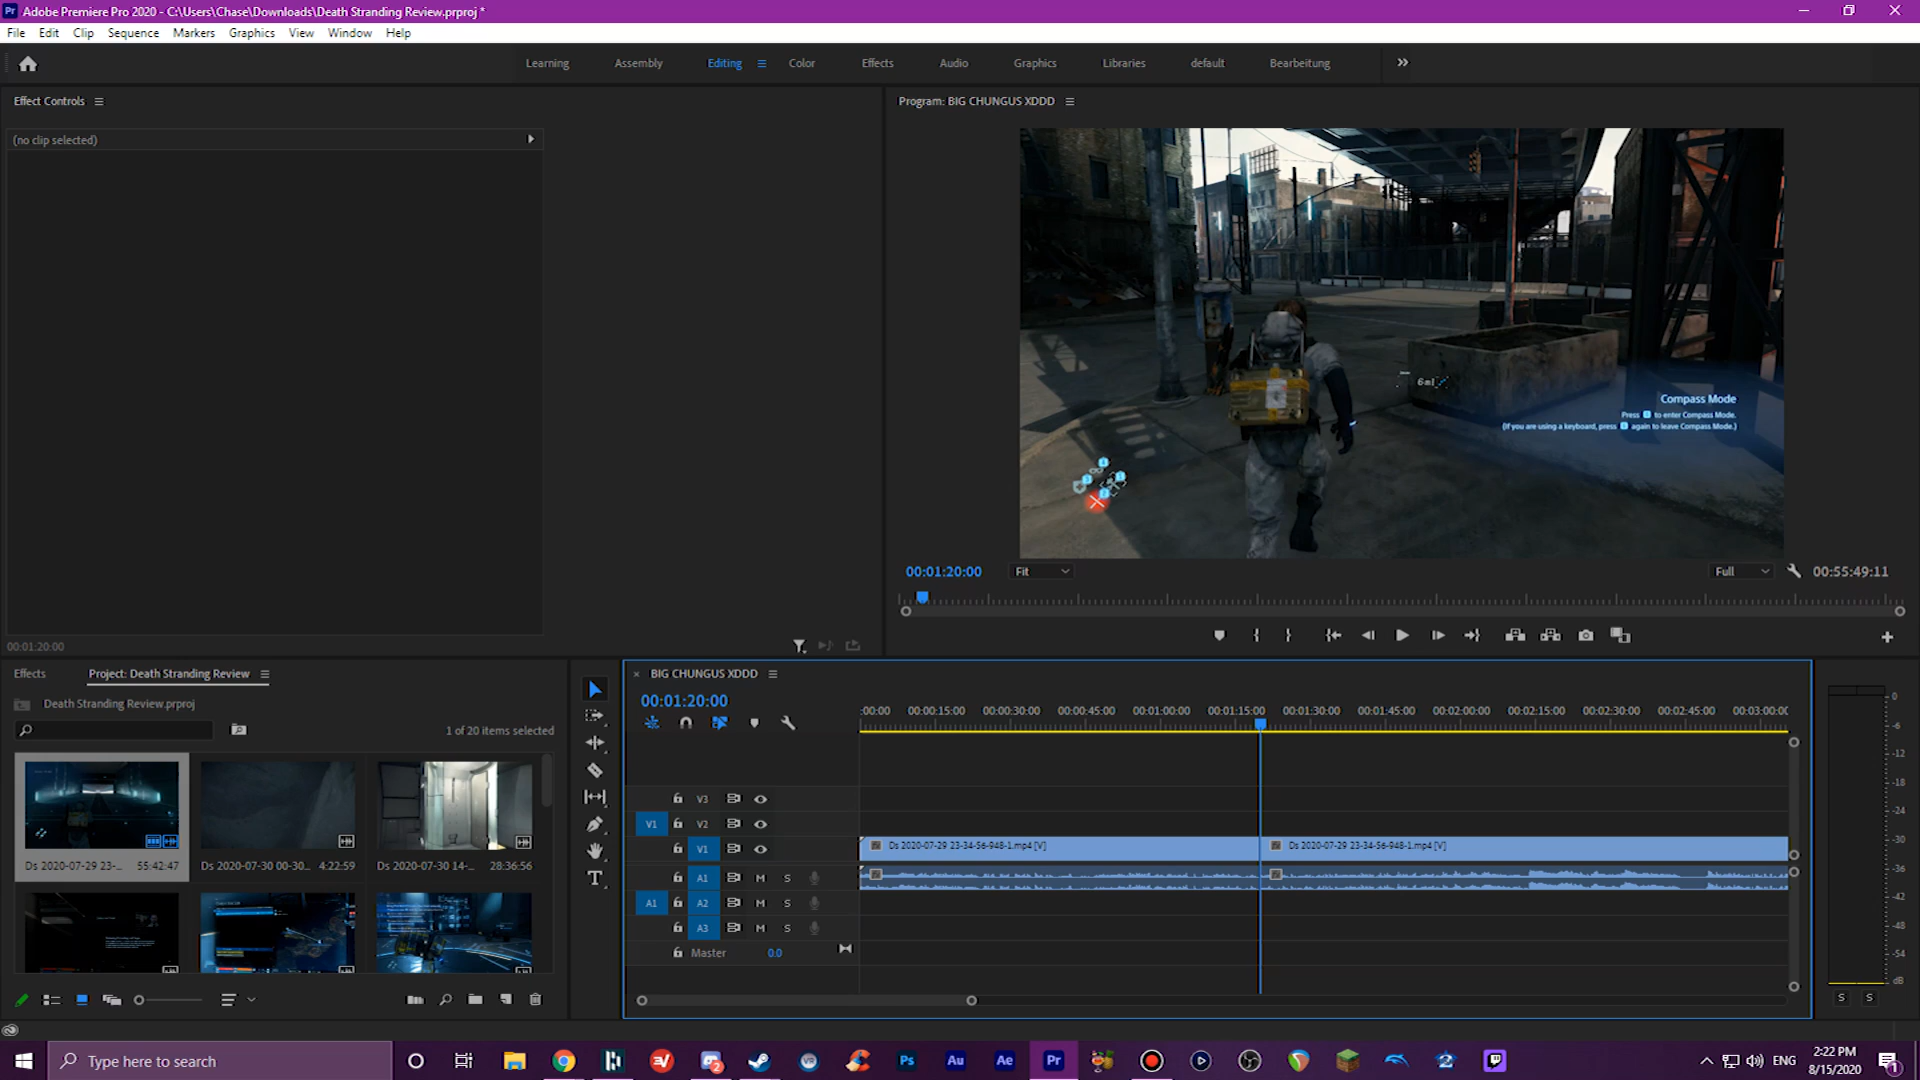 Adobe Premiere Pro 2020 - C:\Users\Chase\Downloads\Death Stranding Review.prproj *
File Edit Clip Sequence Markers Graphics View Window Help
Learning Assembly Editing Color Effects Audio Graphics Libraries default Bearbeitung
Effect Controls
Program: BIG CHUNGUS XDDD
(no clip selected)
Compass Mode
Press to enter Compass Mode.
(If you are using a keyboard, press again to leave Compass Mode.)
00:01:20:00 Fit Full 00:55:49:11
00:01:20:00
Effects Project: Death Stranding Review
Death Stranding Review.prproj
1 of 20 items selected
Ds 2020-07-29 23-... 55:42:47 Ds 2020-07-30 00-30... 4:22:59 Ds 2020-07-30 14-... 28:36:56
BIG CHUNGUS XDDD
00:01:20:00
:00:00 00:00:15:00 00:00:30:00 00:00:45:00 00:01:00:00 00:01:15:00 00:01:30:00 00:01:45:00 00:02:00:00 00:02:15:00 00:02:30:00 00:02:45:00 00:03:00:00
V3
V1 V2
V1 Ds 2020-07-29 23-34-56-948-1.mp4 [V] Ds 2020-07-29 23-34-56-948-1.mp4 [V]
A1 M S
A1 A2 M S
A3 M S
Master 0.0
0
-6
-12
-18
-24
-30
-36
-42
-48
-54
dB
S S
Type here to search
Ps Au Ae Pr
ENG
2:22 PM
8/15/2020